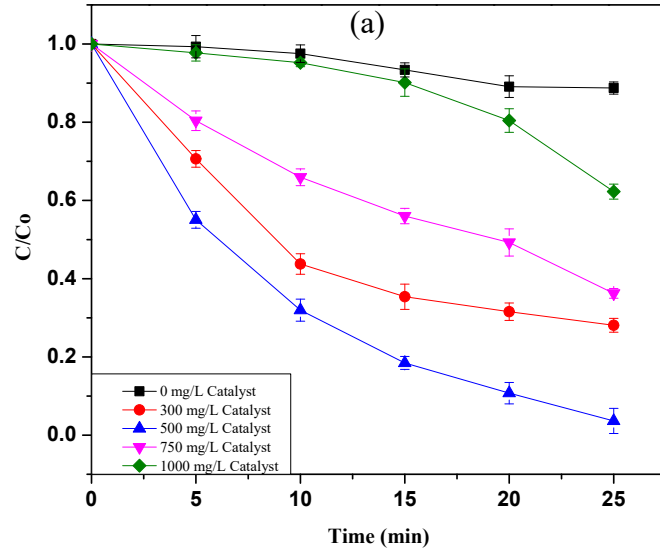 (a)
1.0
0.8
0.6
0.4
0.2
0.0
C/Co
0 mg/L Catalyst
300 mg/L Catalyst
500 mg/L Catalyst
750 mg/L Catalyst
1000 mg/L Catalyst
0 5 10 15 20 25
Time (min)